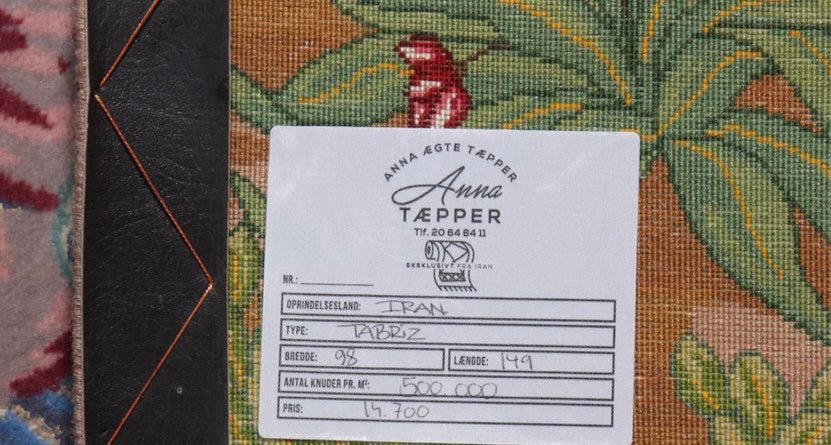 ANNA ÆGTE TÆPPER
Anna
TÆPPER
Tlf. 20 64 64 11
EKSKLUSIVT FRA IRAN
NR.:
OPRINDELSESLAND: IRAN
TYPE: TABRIZ
BREDDE: 98 LÆNGDE: 149
ANTAL KNUDER PR. M²: 500.000
PRIS: 14.700